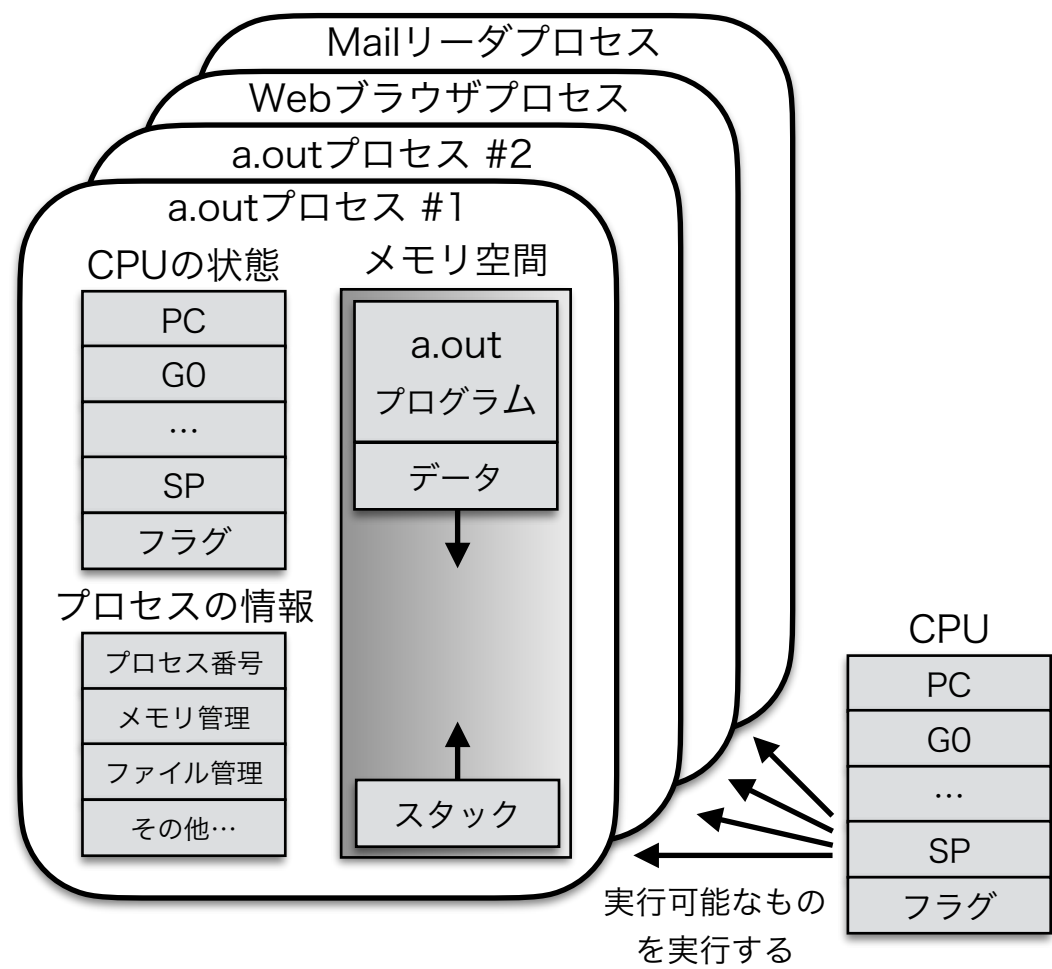 Mailリーダプロセス
Webブラウザプロセス
a.outプロセス #2
a.outプロセス #1
CPUの状態
PC
G0
…
SP
フラグ
プロセスの情報
プロセス番号
メモリ管理
ファイル管理
その他…
メモリ空間
a.out
プログラム
データ
スタック
CPU
PC
G0
…
SP
フラグ
実行可能なもの
を実行する